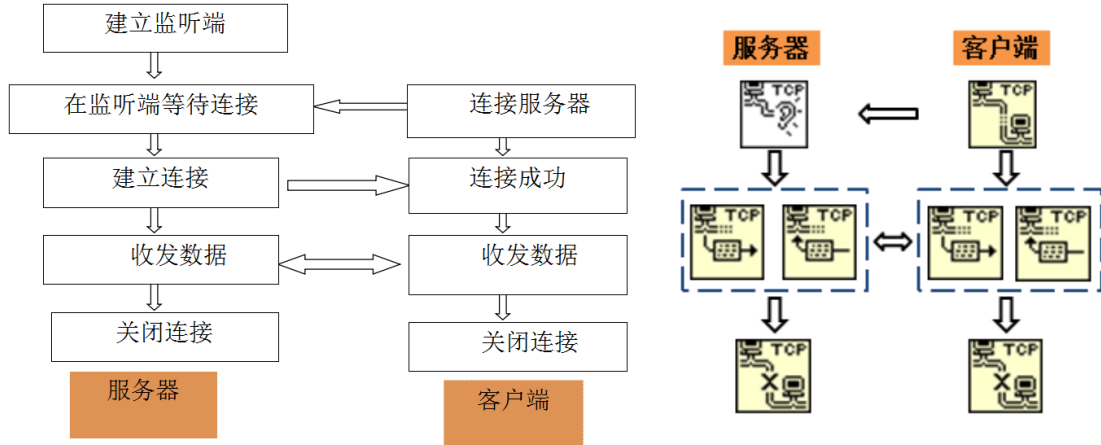 建立监听端
在监听端等待连接
连接服务器
建立连接
连接成功
收发数据
收发数据
关闭连接
关闭连接
服务器
客户端
服务器
客户端
TCP
TCP
TCP
TCP
TCP
TCP
TCP
TCP